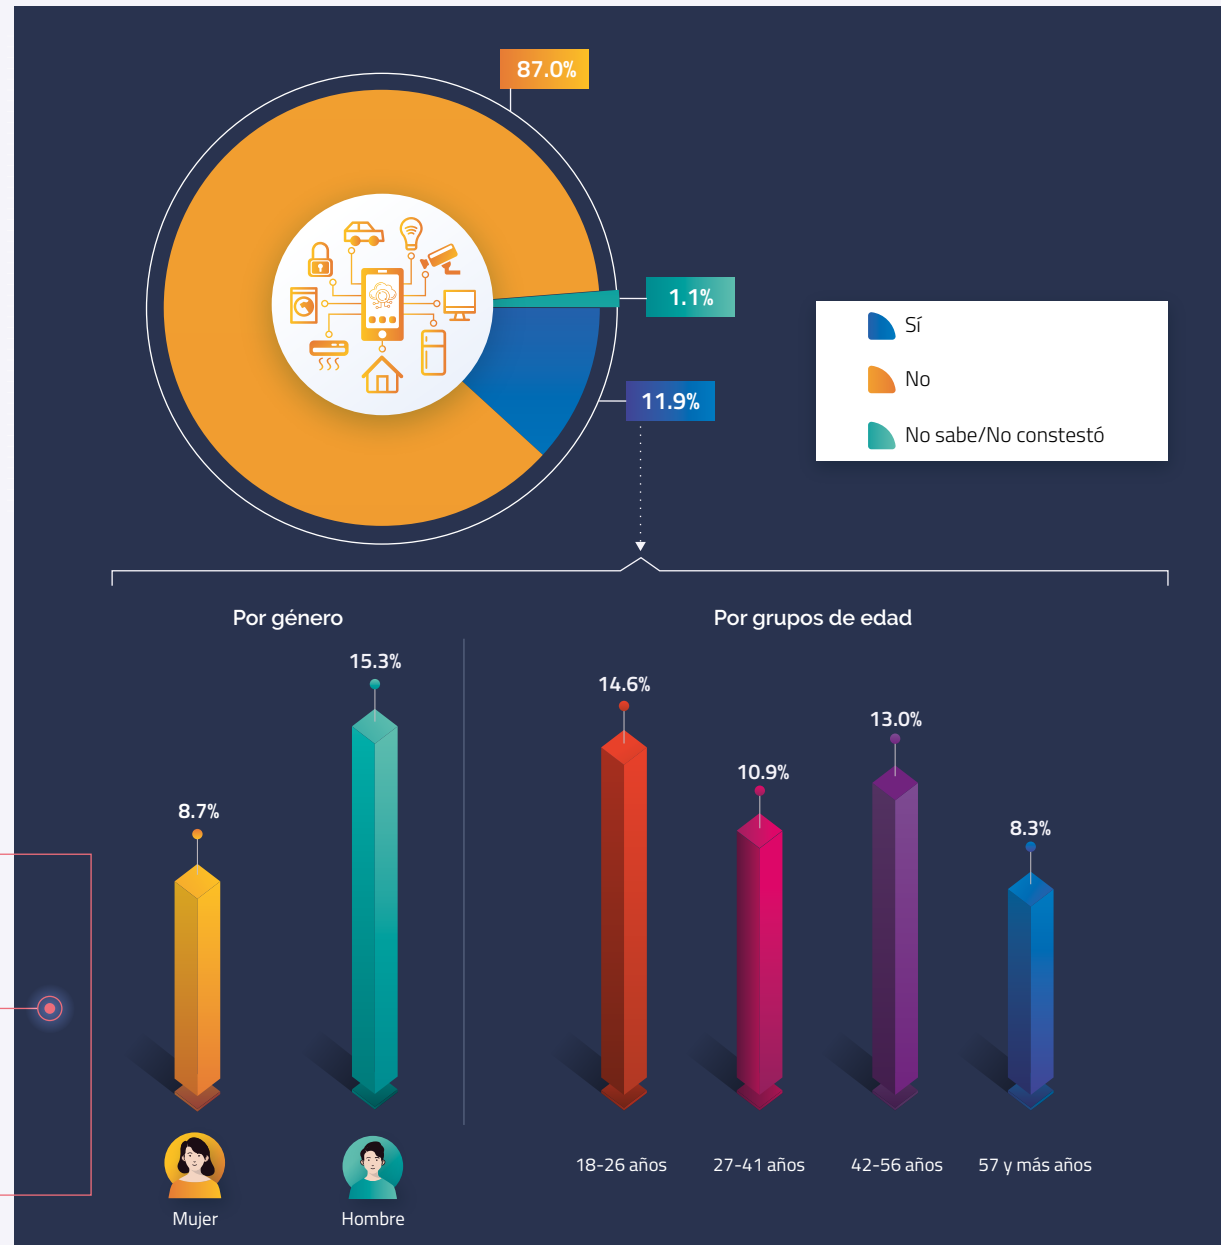 87.0%
1.1%
11.9%
Sí
No
No sabe/No constestó
Por género
Por grupos de edad
15.3%
8.7%
14.6%
10.9%
13.0%
8.3%
Mujer
Hombre
18-26 años
27-41 años
42-56 años
57 y más años